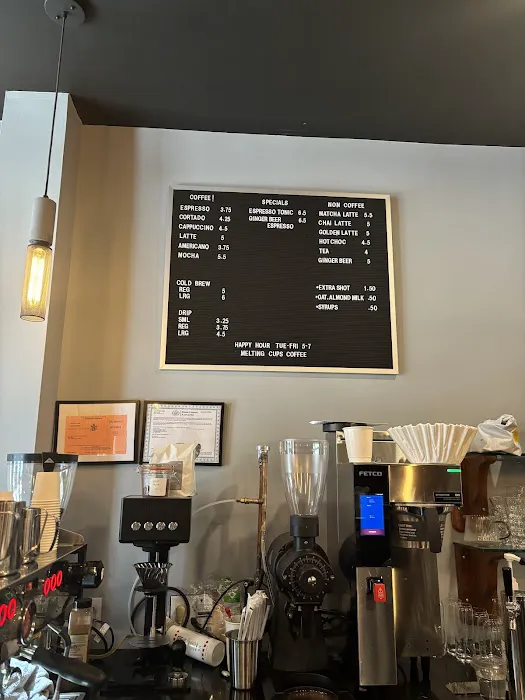 COFFEE
ESPRESSO 3.75
CORTADO 4.25
CAPPUCCINO 4.5
LATTE 5
AMERICANO 3.75
MOCHA 5.5
COLD BREW
REG 5
LRG 6
DRIP
SML 3.25
REG 3.75
LRG 4.5
SPECIALS
ESPRESSO TONIC 6.5
GINGER BEER 6.5
ESPRESSO
NON COFFEE
MATCHA LATTE 5.5
CHAI LATTE 5
GOLDEN LATTE 5
HOT CHOC 4.5
TEA 4
GINGER BEER 5
*EXTRA SHOT 1.50
*OAT.ALMOND MILK .50
*SYRUPS .50
HAPPY HOUR TUE-FRI 5-7
MELTING CUPS COFFEE
FETCO